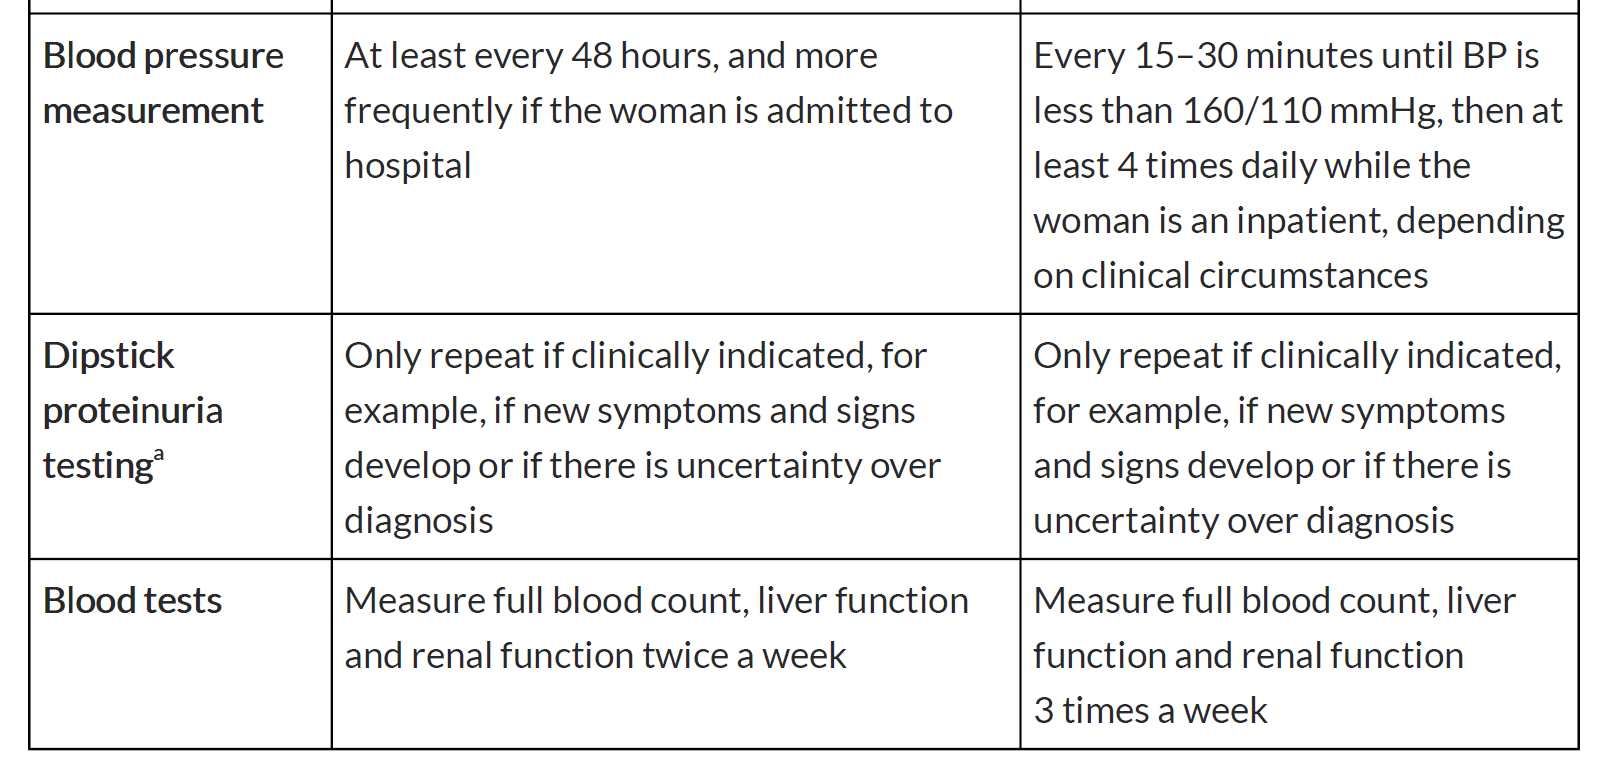 Blood pressure
measurement
At least every 48 hours, and more
frequently if the woman is admitted to
hospital
Every 15–30 minutes until BP is
less than 160/110 mmHg, then at
least 4 times daily while the
woman is an inpatient, depending
on clinical circumstances
Dipstick
proteinuria
testingᵃ
Only repeat if clinically indicated, for
example, if new symptoms and signs
develop or if there is uncertainty over
diagnosis
Only repeat if clinically indicated,
for example, if new symptoms
and signs develop or if there is
uncertainty over diagnosis
Blood tests
Measure full blood count, liver function
and renal function twice a week
Measure full blood count, liver
function and renal function
3 times a week